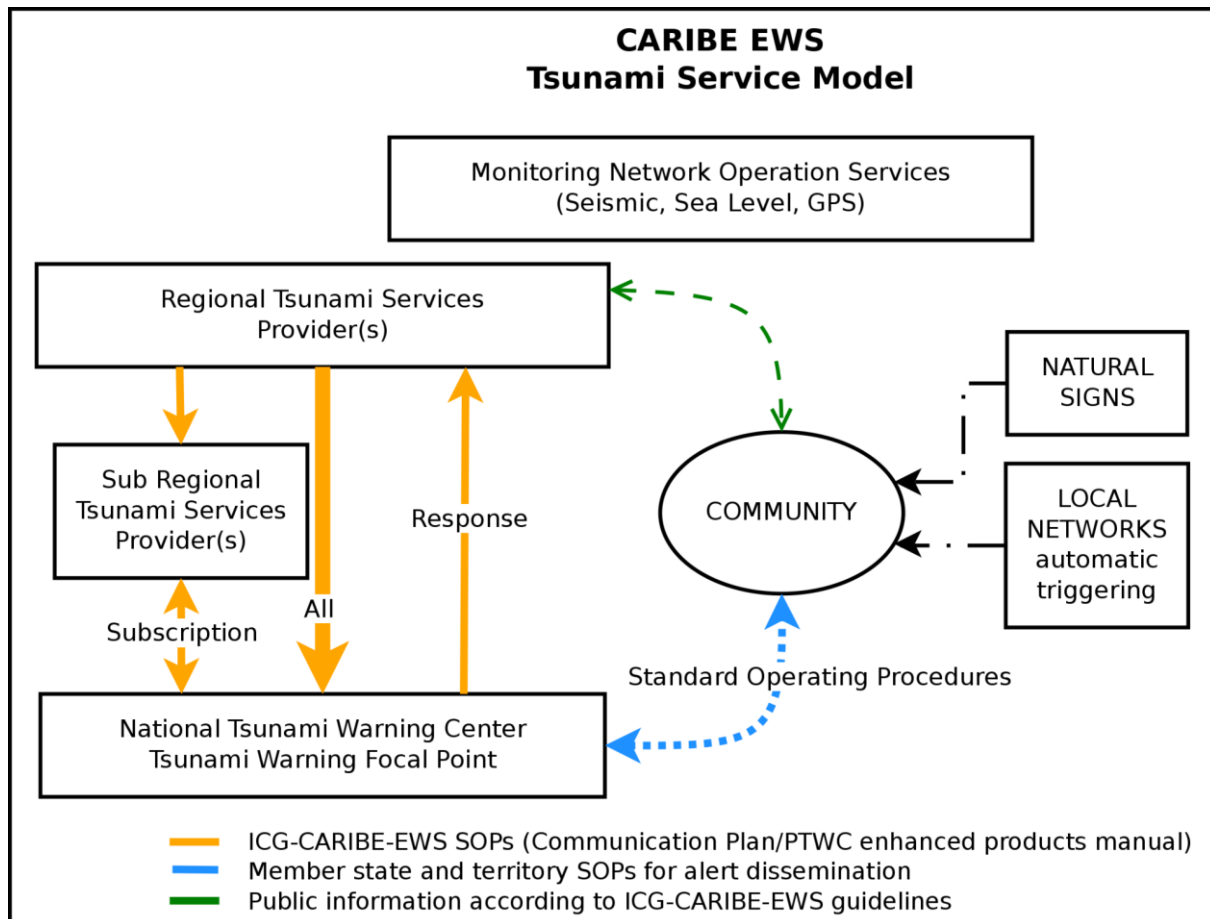 CARIBE EWS
Tsunami Service Model
Monitoring Network Operation Services
(Seismic, Sea Level, GPS)
Regional Tsunami Services
Provider(s)
NATURAL
SIGNS
Sub Regional
Tsunami Services
Provider(s)
Response
COMMUNITY
LOCAL
NETWORKS
automatic
triggering
All
Subscription
Standard Operating Procedures
National Tsunami Warning Center
Tsunami Warning Focal Point
ICG-CARIBE-EWS SOPs (Communication Plan/PTWC enhanced products manual)
Member state and territory SOPs for alert dissemination
Public information according to ICG-CARIBE-EWS guidelines